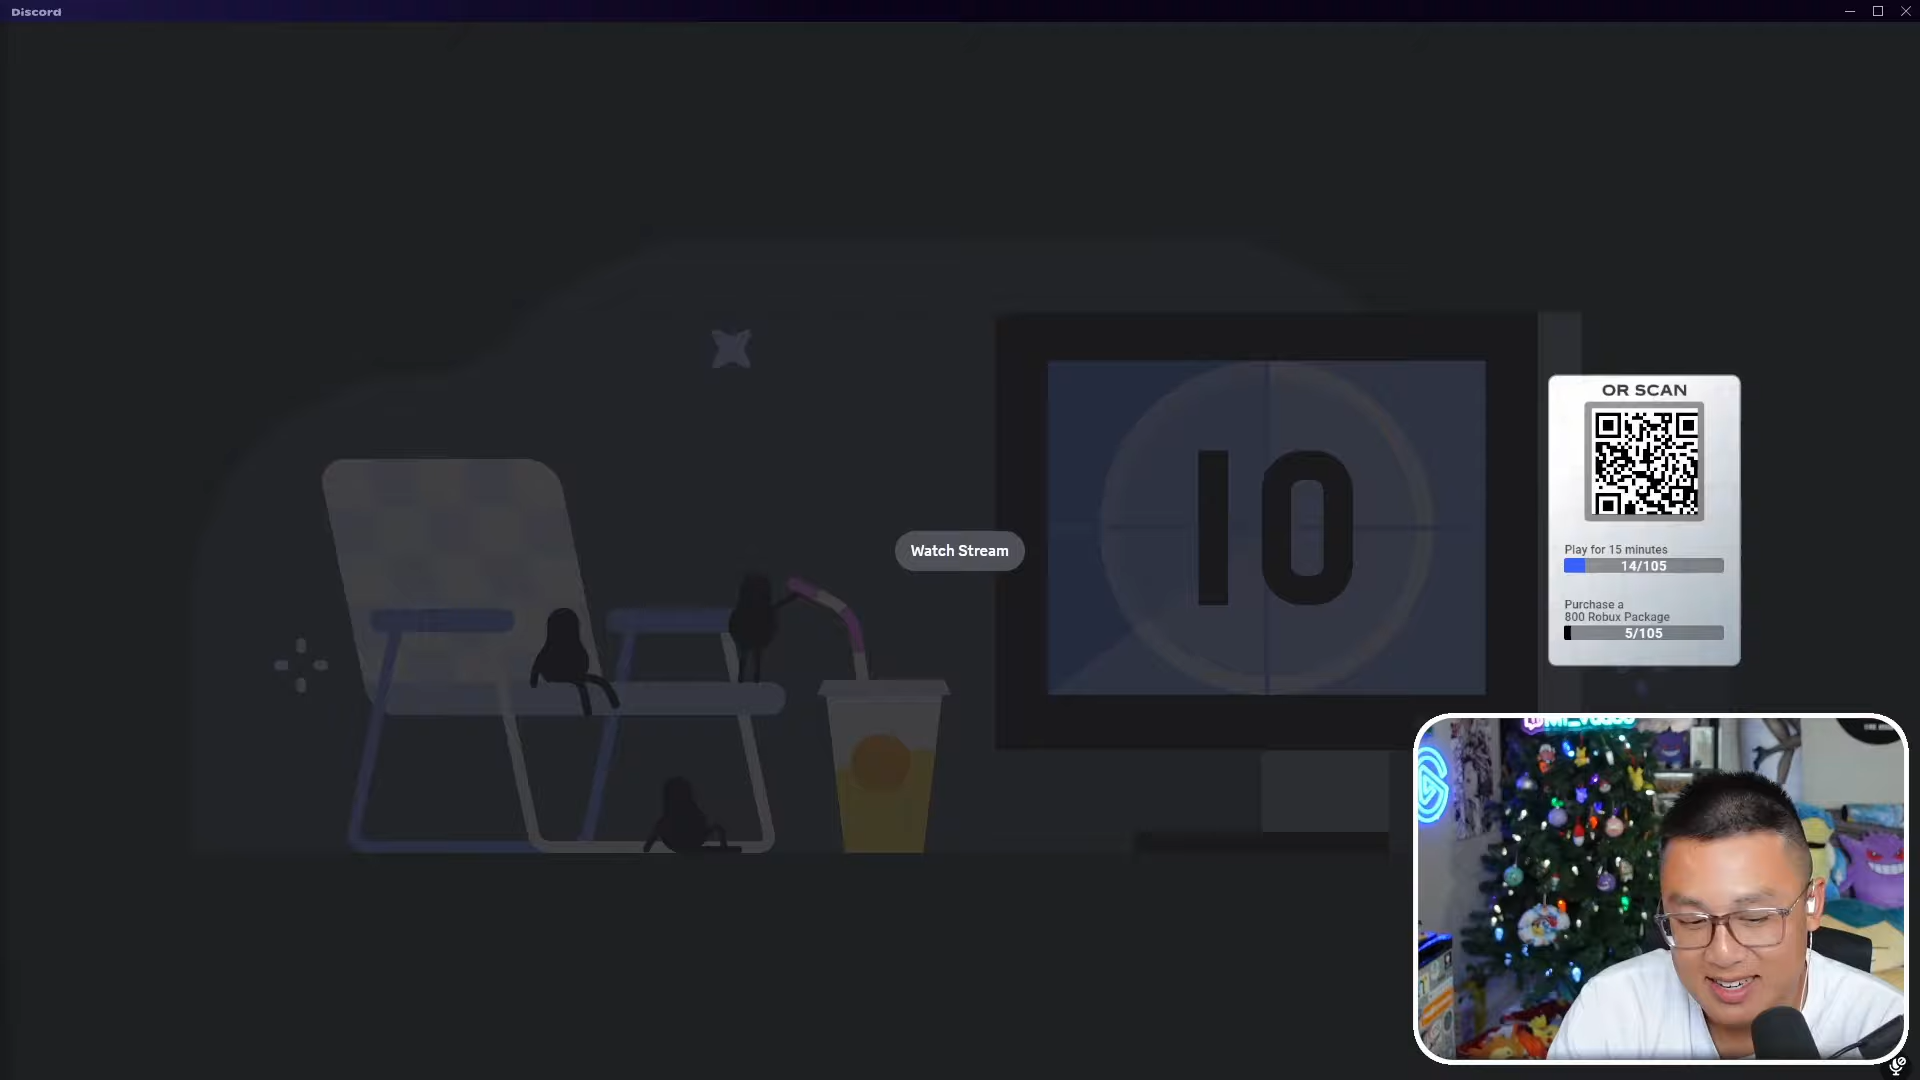 Discord
10
Watch Stream
OR SCAN
Play for 15 minutes
14/105
Purchase a
800 Robux Package
5/105